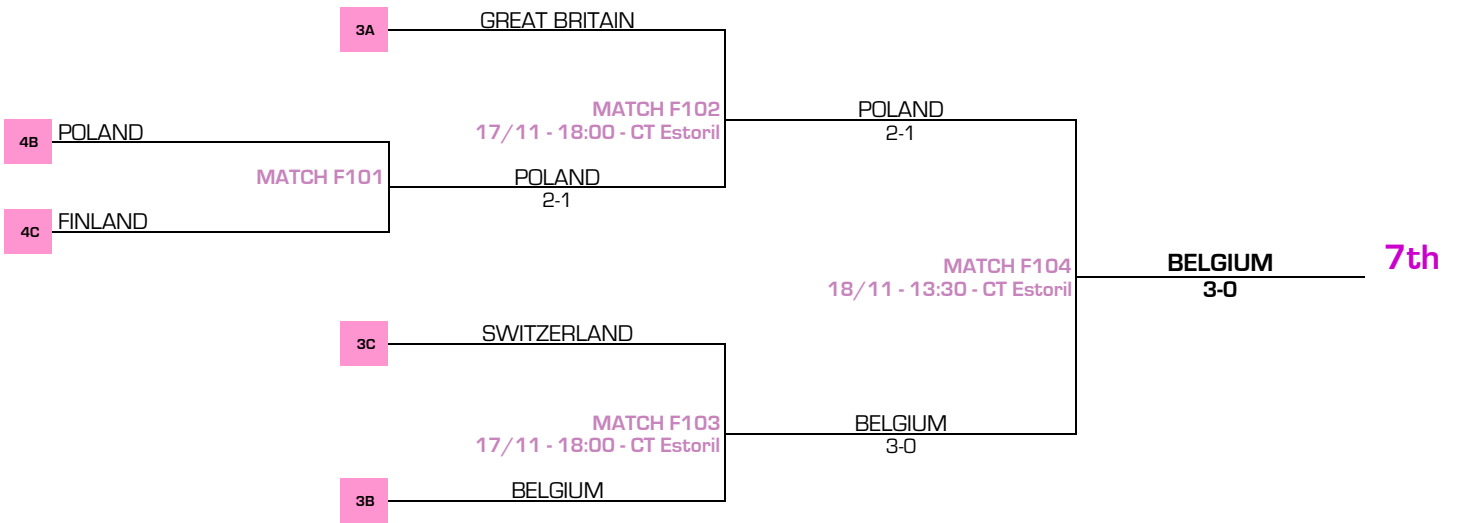 3A
GREAT BRITAIN
MATCH F102
17/11 - 18:00 - CT Estoril
POLAND
2-1
4B
POLAND
MATCH F101
POLAND
2-1
4C
FINLAND
MATCH F104
18/11 - 13:30 - CT Estoril
BELGIUM
3-0
7th
3C
SWITZERLAND
MATCH F103
17/11 - 18:00 - CT Estoril
BELGIUM
3-0
3B
BELGIUM